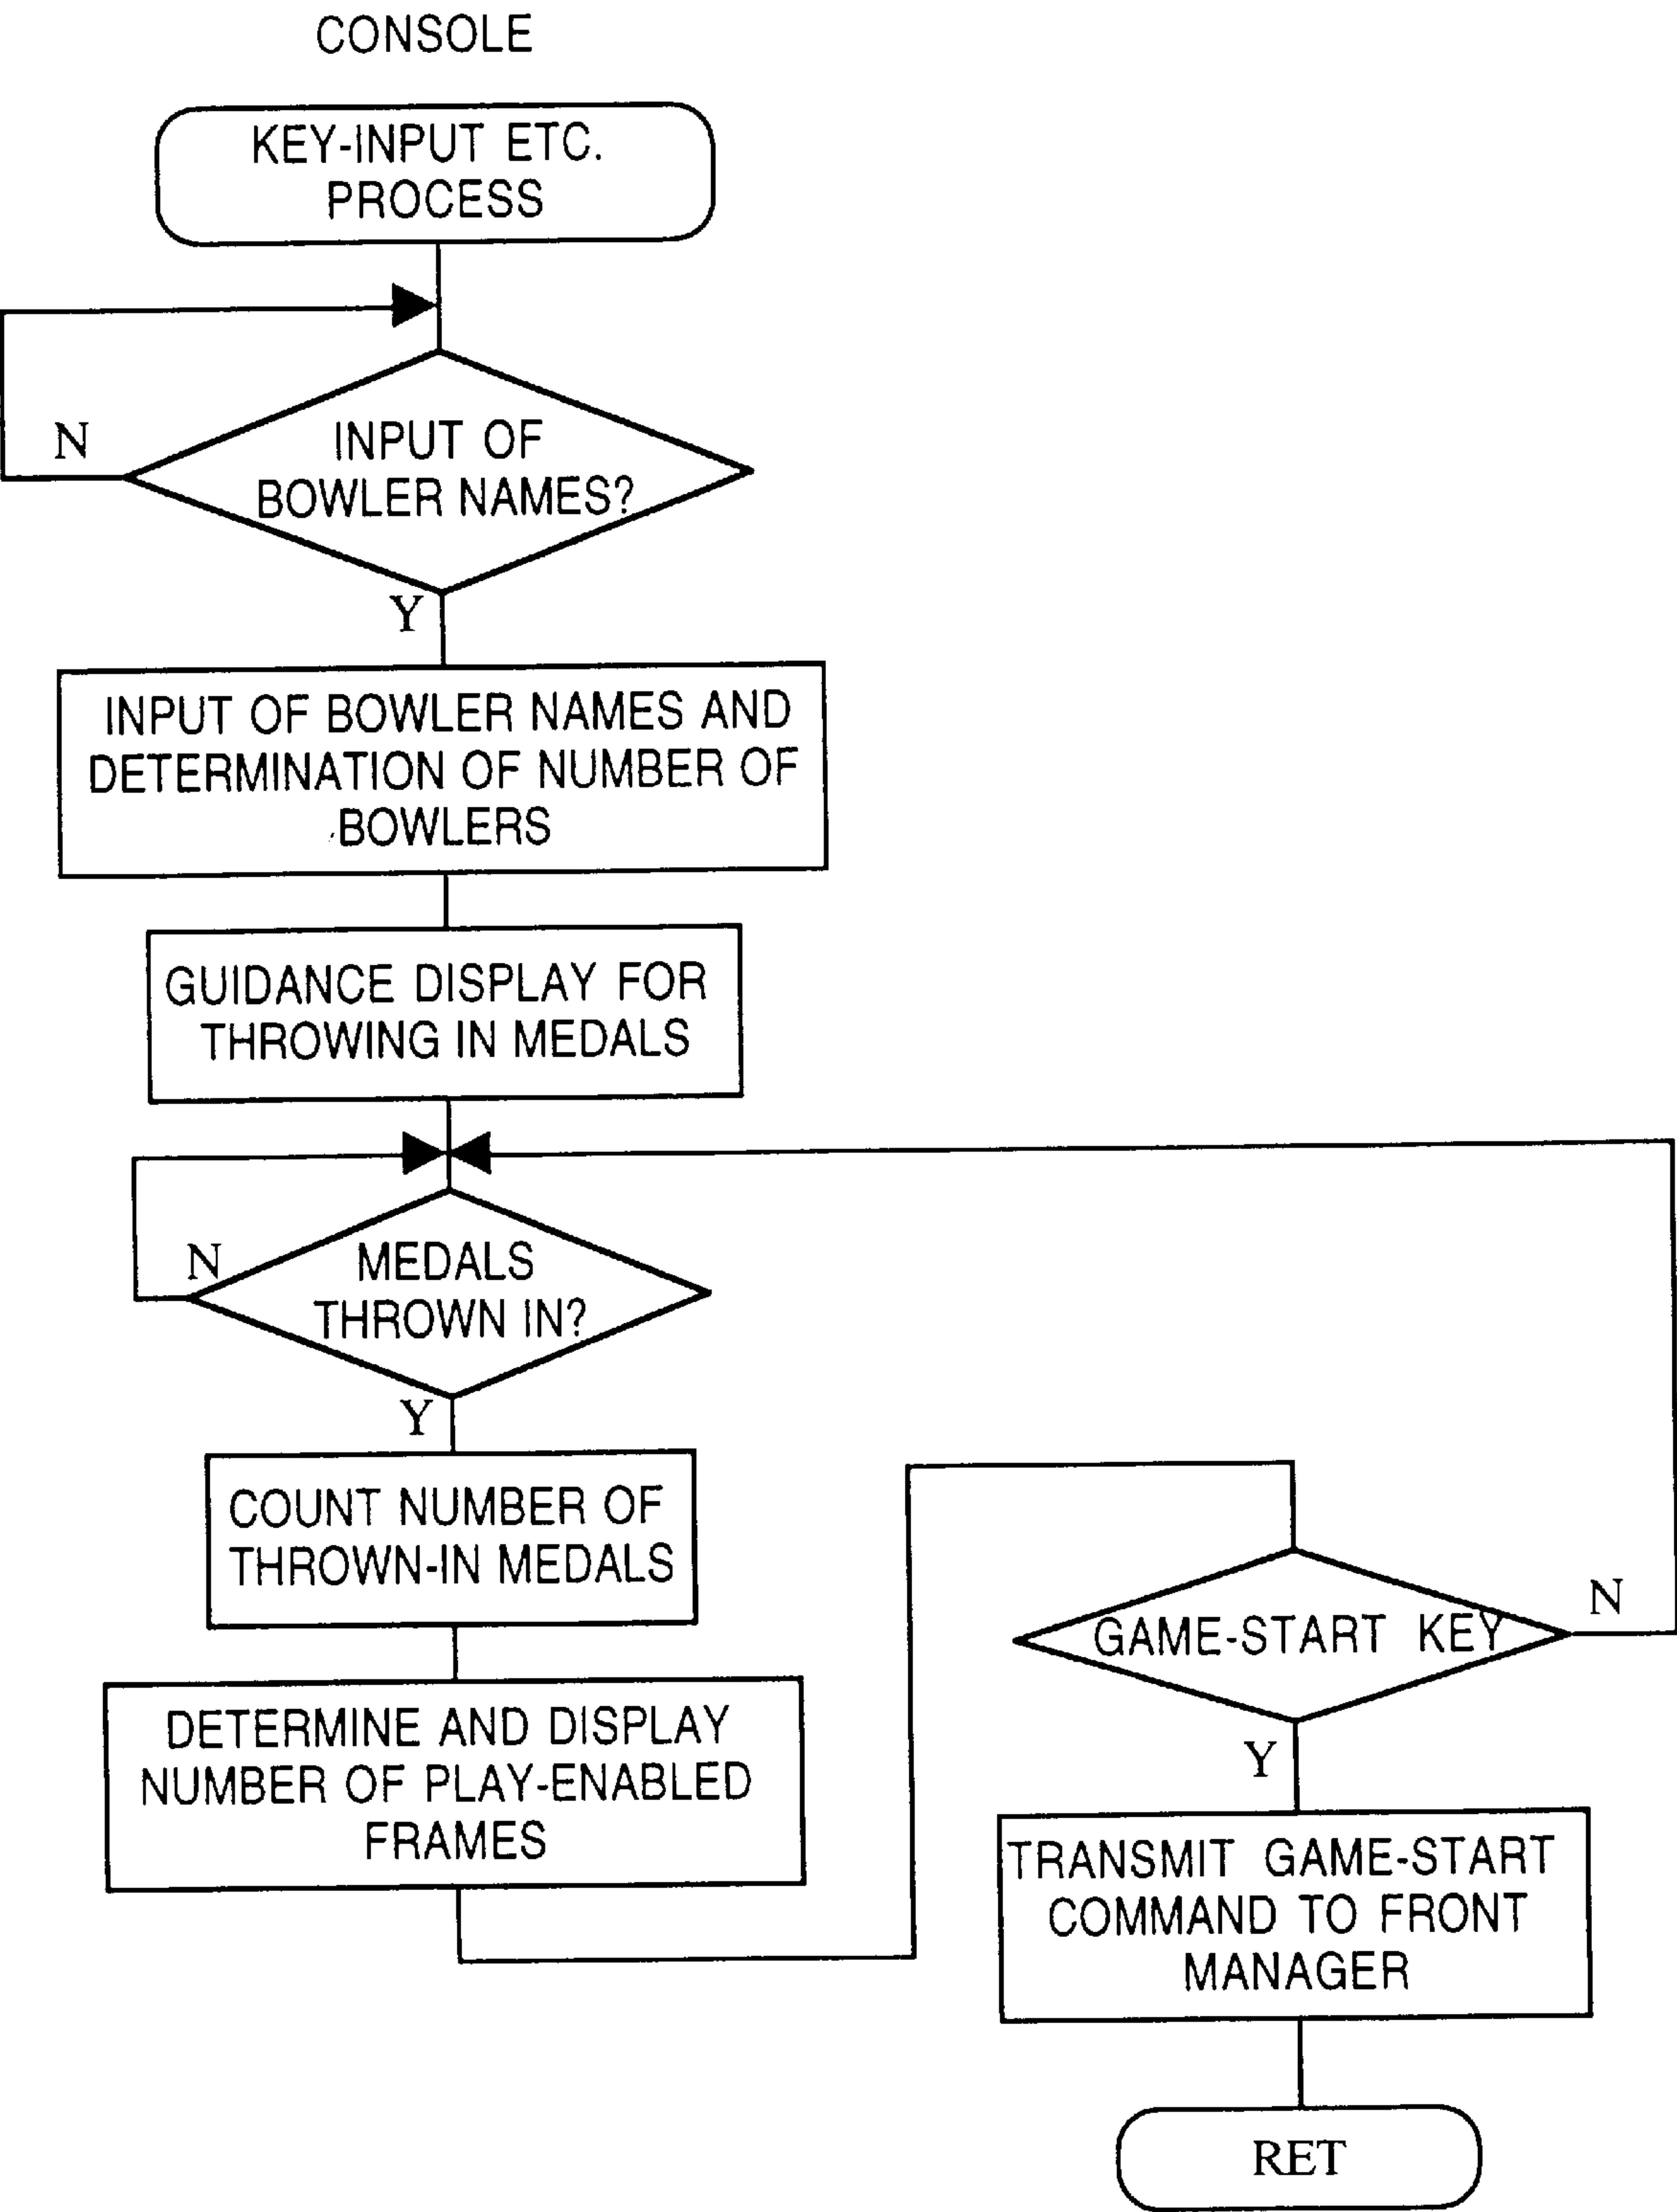 CONSOLE
KEY-INPUT ETC.
PROCESS
N
INPUT OF
BOWLER NAMES?
Y
INPUT OF BOWLER NAMES AND
DETERMINATION OF NUMBER OF
BOWLERS
GUIDANCE DISPLAY FOR
THROWING IN MEDALS
N
MEDALS
THROWN IN?
Y
COUNT NUMBER OF
THROWN-IN MEDALS
DETERMINE AND DISPLAY
NUMBER OF PLAY-ENABLED
FRAMES
GAME-START KEY
N
Y
TRANSMIT GAME-START
COMMAND TO FRONT
MANAGER
RET